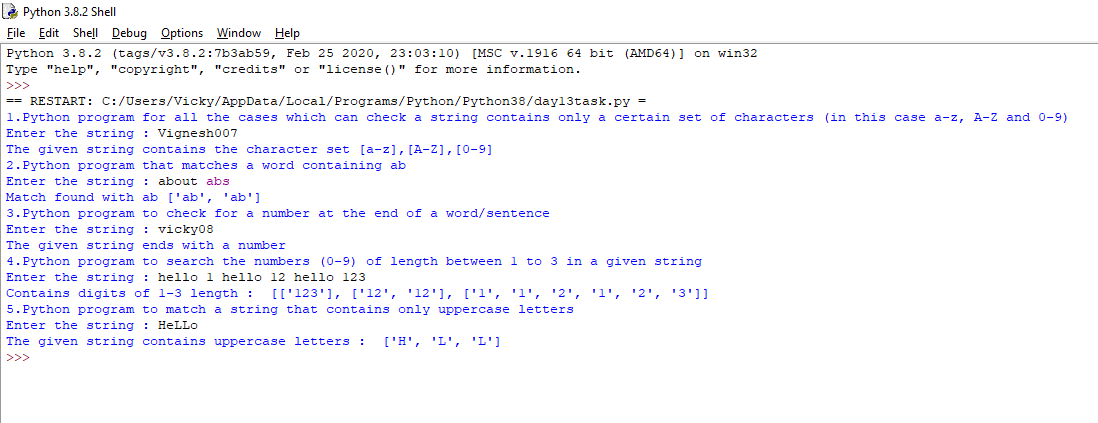 Python 3.8.2 Shell
File Edit Shell Debug Options Window Help
Python 3.8.2 (tags/v3.8.2:7b3ab59, Feb 25 2020, 23:03:10) [MSC v.1916 64 bit (AMD64)] on win32
Type "help", "copyright", "credits" or "license()" for more information.
>>>
== RESTART: C:/Users/Vicky/AppData/Local/Programs/Python/Python38/day13task.py =
1.Python program for all the cases which can check a string contains only a certain set of characters (in this case a-z, A-Z and 0-9)
Enter the string : Vignesh007
The given string contains the character set [a-z],[A-Z],[0-9]
2.Python program that matches a word containing ab
Enter the string : about abs
Match found with ab ['ab', 'ab']
3.Python program to check for a number at the end of a word/sentence
Enter the string : vicky08
The given string ends with a number
4.Python program to search the numbers (0-9) of length between 1 to 3 in a given string
Enter the string : hello 1 hello 12 hello 123
Contains digits of 1-3 length :  [['123'], ['12', '12'], ['1', '1', '2', '1', '2', '3']]
5.Python program to match a string that contains only uppercase letters
Enter the string : HeLLo
The given string contains uppercase letters :  ['H', 'L', 'L']
>>>